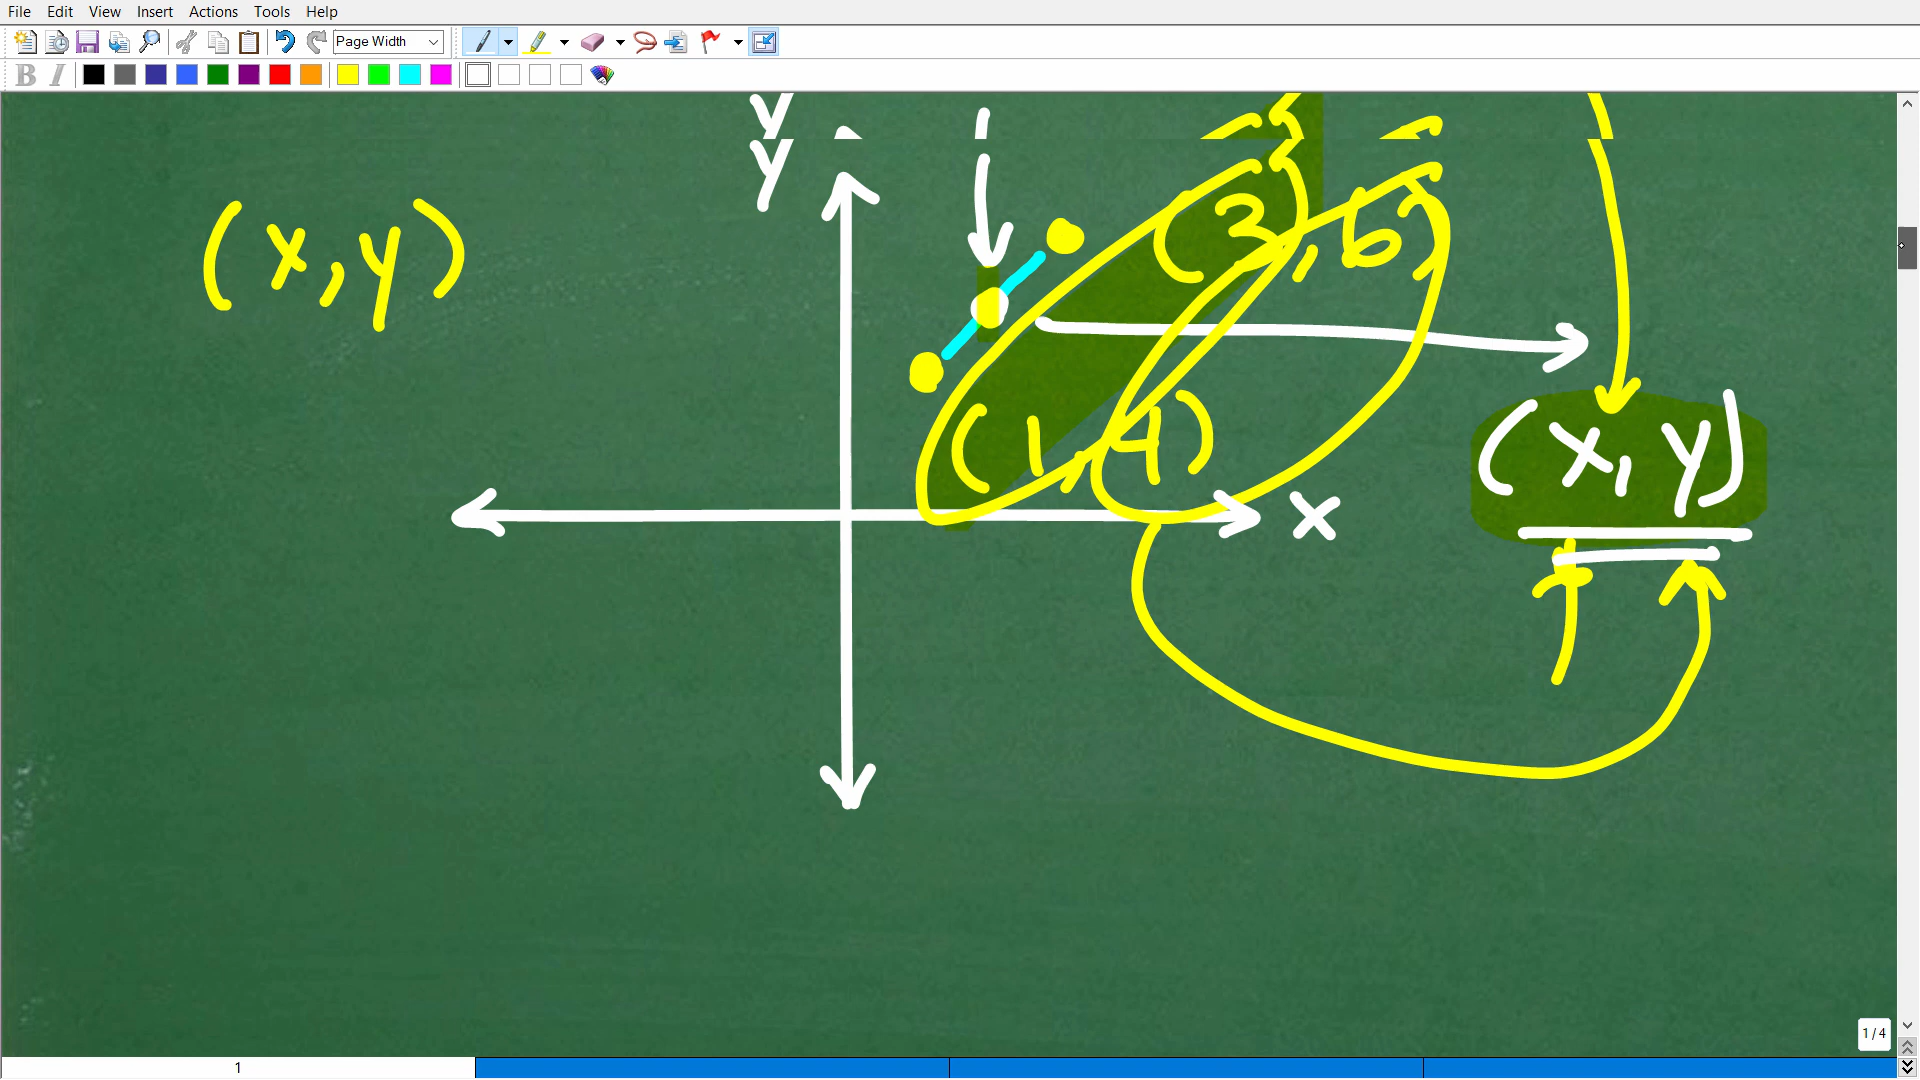 File Edit View Insert Actions Tools Help
Page Width
B I
y
y
(x, y)
(3, 6)
(1, 4)
(x, y)
x
1 / 4
1